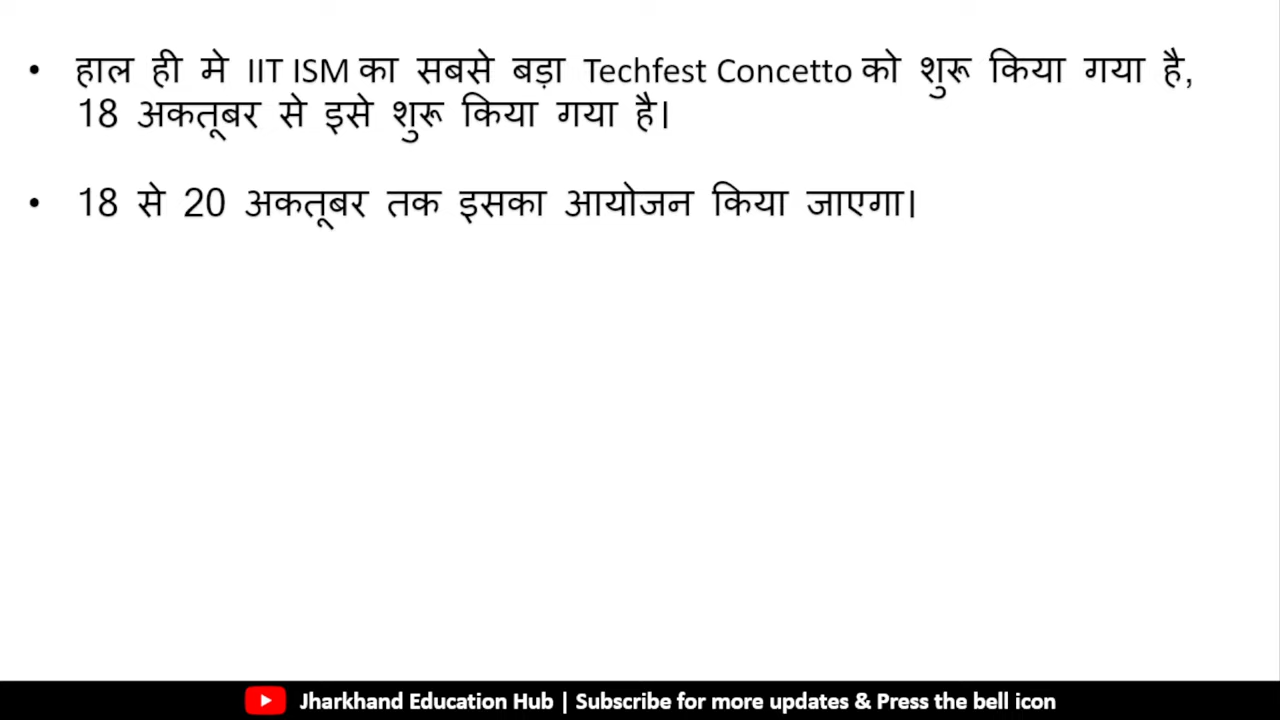 • हाल ही मे IIT ISM का सबसे बड़ा Techfest Concetto को शुरू किया गया है,
18 अकतूबर से इसे शुरू किया गया है।
• 18 से 20 अकतूबर तक इसका आयोजन किया जाएगा।
Jharkhand Education Hub | Subscribe for more updates & Press the bell icon